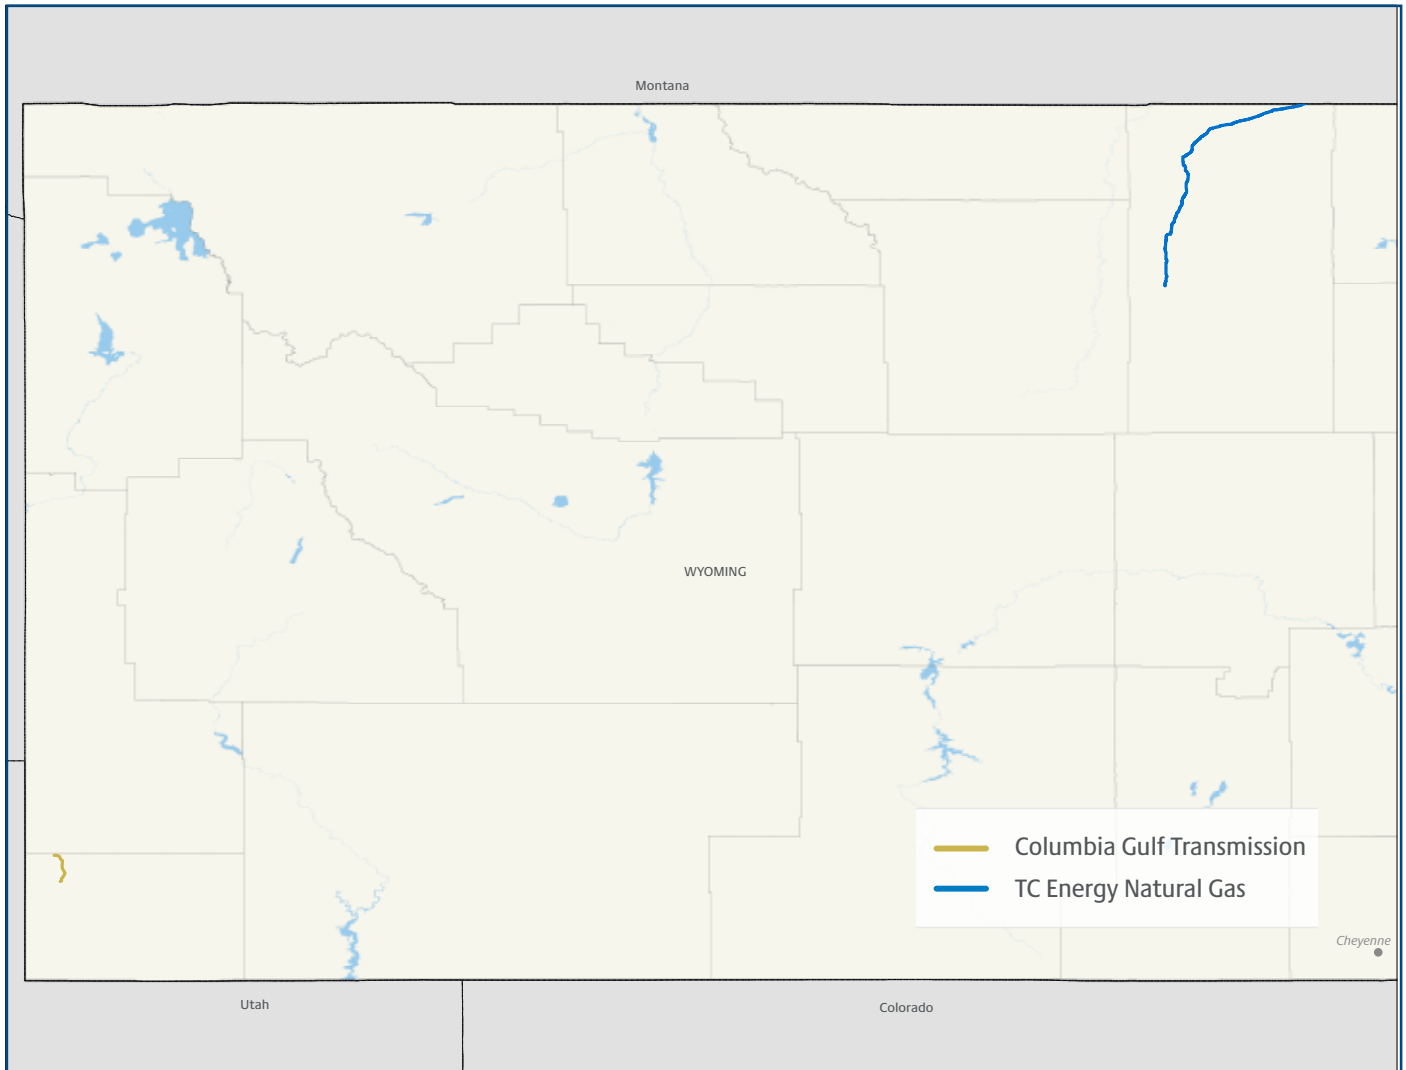 Montana
WYOMING
Columbia Gulf Transmission
TC Energy Natural Gas
Cheyenne
Utah
Colorado